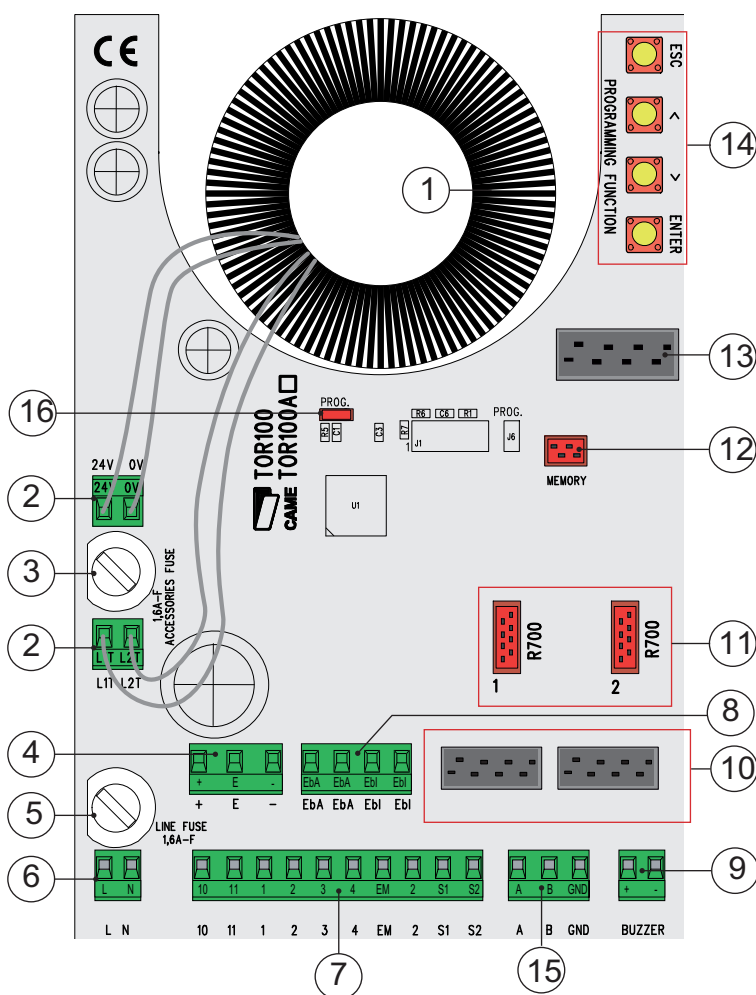 CE
ESC
<
>
ENTER
PROGRAMMING FUNCTION
14
1
13
16
PROG.
R5
C1
C3
R6
C6
R1
R7
1
J1
PROG.
J6
TOR100
TOR100A
CAME
U1
12
MEMORY
24V 0V
24V 0V
2
3
1,6A-F
ACCESSORIES FUSE
2
L1T L2T
L1T L2T
R700
1
R700
2
11
8
4
+ E -
+ E -
EbA EbA EbI EbI
EbA EbA EbI EbI
10
5
LINE FUSE
1,6A-F
6
L N
L N
10 11 1 2 3 4 EM 2 S1 S2
10 11 1 2 3 4 EM 2 S1 S2
7
A B GND
A B GND
15
+ -
BUZZER
9